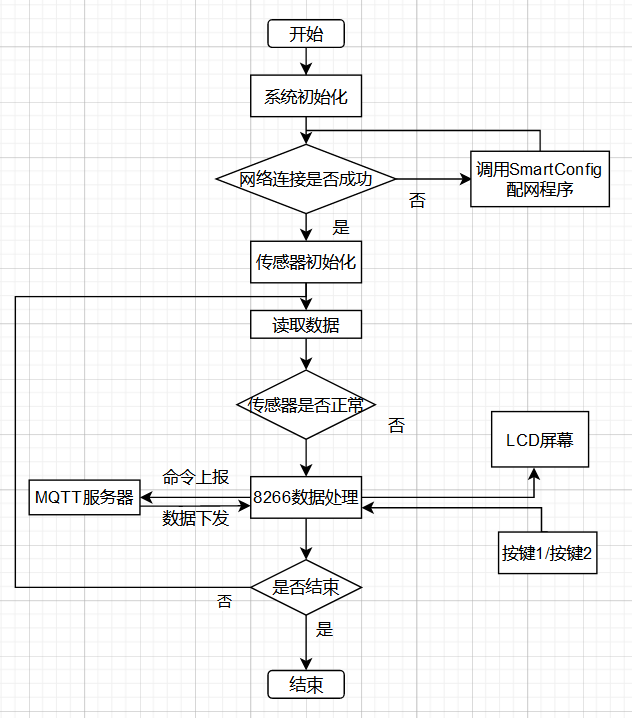 开始
系统初始化
网络连接是否成功
否
调用SmartConfig
配网程序
是
传感器初始化
读取数据
传感器是否正常
否
LCD屏幕
命令上报
MQTT服务器
8266数据处理
数据下发
按键1/按键2
是否结束
否
是
结束